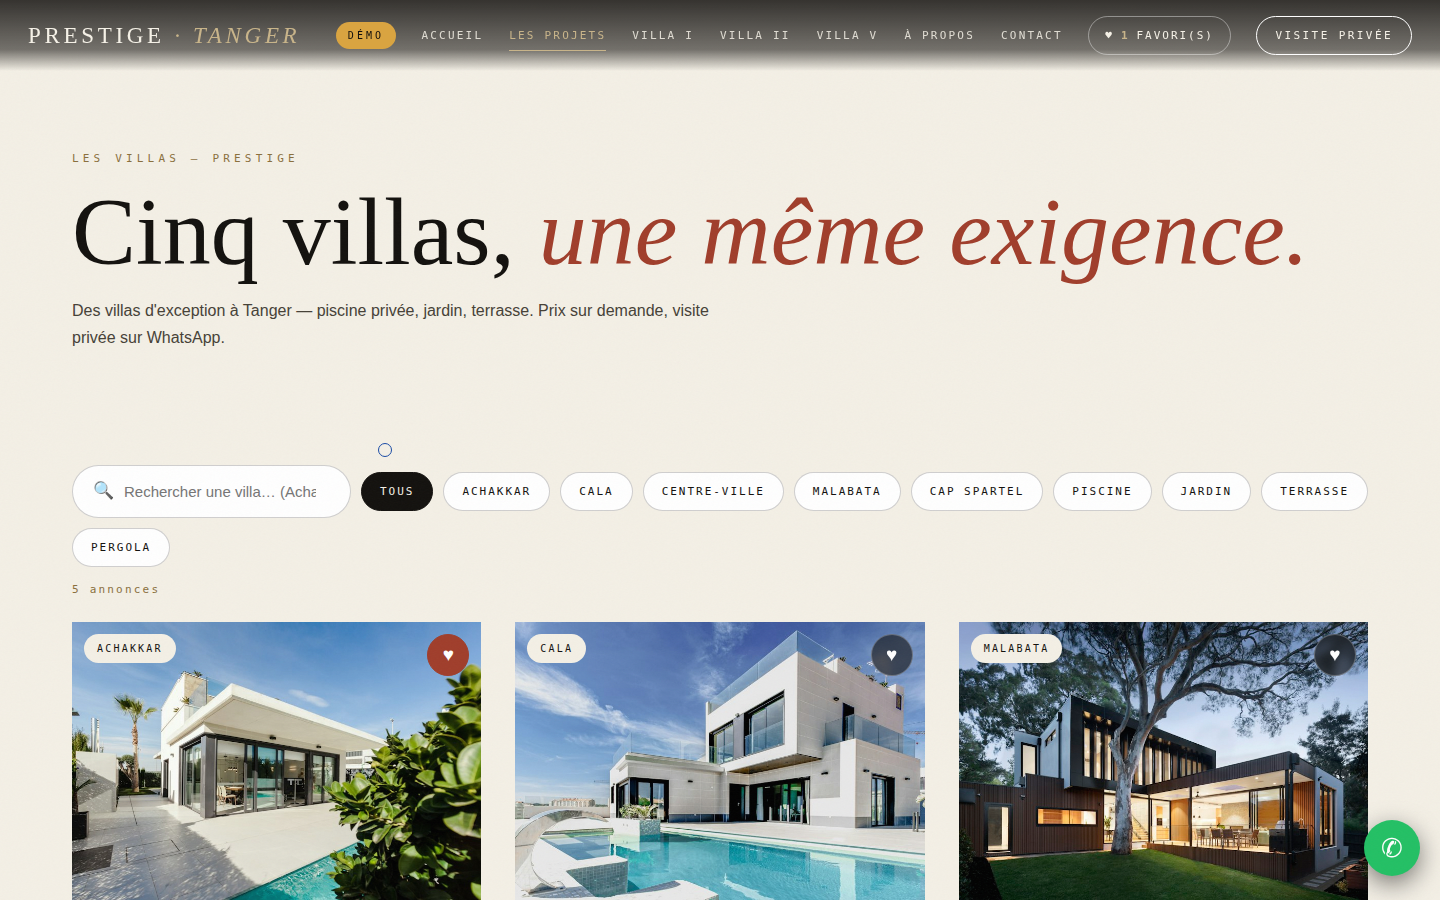 PRESTIGE · TANGER
DÉMO
ACCUEIL
LES PROJETS
VILLA I
VILLA II
VILLA V
À PROPOS
CONTACT
♥ 1 FAVORI(S)
VISITE PRIVÉE
LES VILLAS — PRESTIGE
Cinq villas, une même exigence.
Des villas d'exception à Tanger — piscine privée, jardin, terrasse. Prix sur demande, visite
privée sur WhatsApp.
Rechercher une villa… (Acha
TOUS
ACHAKKAR
CALA
CENTRE-VILLE
MALABATA
CAP SPARTEL
PISCINE
JARDIN
TERRASSE
PERGOLA
5 annonces
ACHAKKAR
CALA
MALABATA